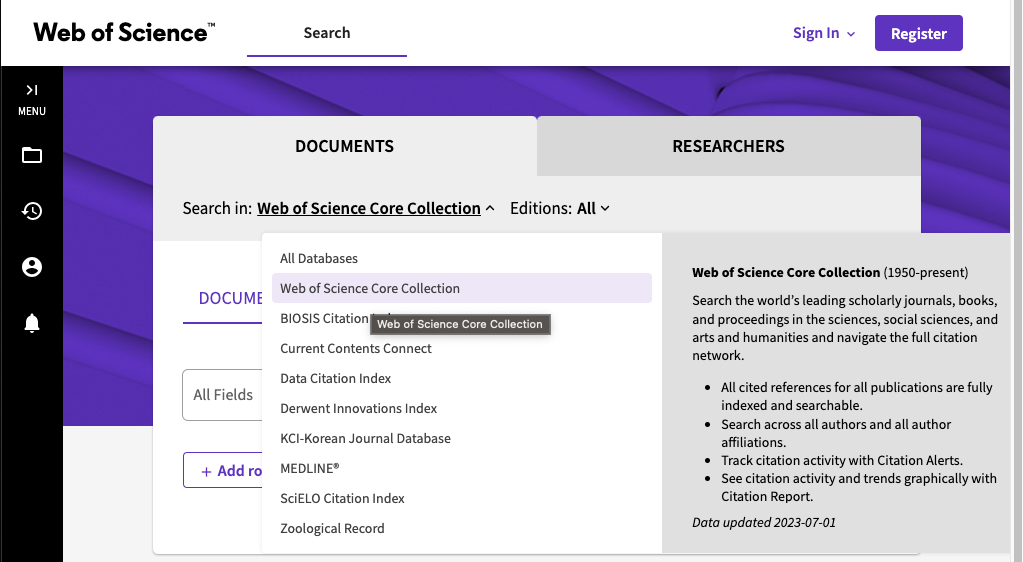 Web of Science™
Search
Sign In
Register
MENU
DOCUMENTS
RESEARCHERS
Search in: Web of Science Core Collection
Editions: All
All Databases
Web of Science Core Collection
DOCUME
BIOSIS Citation
Web of Science Core Collection
Current Contents Connect
Data Citation Index
All Fields
Derwent Innovations Index
KCI-Korean Journal Database
+ Add ro
MEDLINE®
SciELO Citation Index
Zoological Record
Web of Science Core Collection (1950-present)
Search the world's leading scholarly journals, books,
and proceedings in the sciences, social sciences, and
arts and humanities and navigate the full citation
network.
• All cited references for all publications are fully
indexed and searchable.
• Search across all authors and all author
affiliations.
• Track citation activity with Citation Alerts.
• See citation activity and trends graphically with
Citation Report.
Data updated 2023-07-01